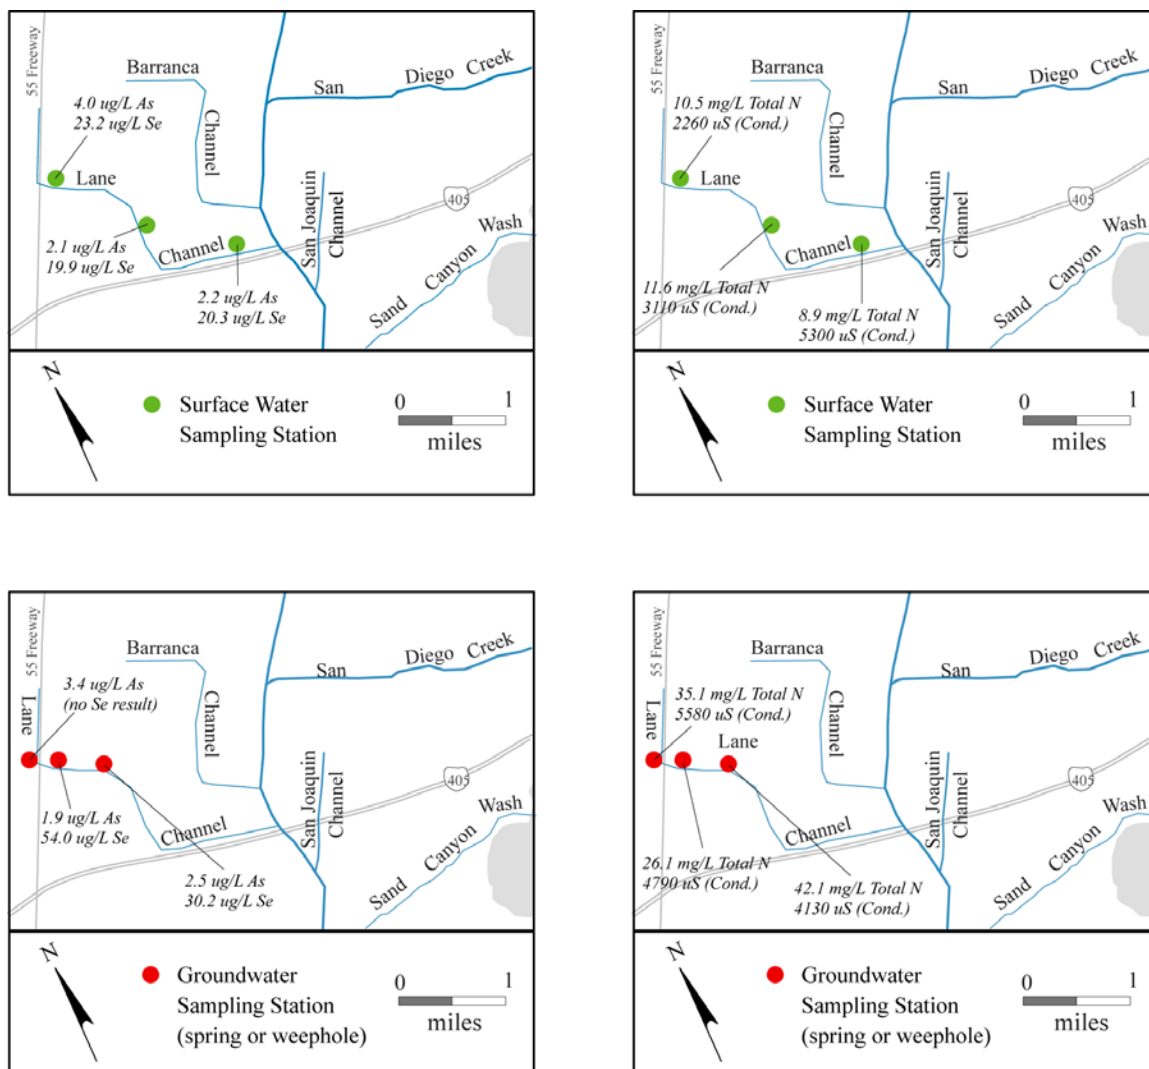 55 Freeway
Barranca
Channel
San Diego Creek
4.0 ug/L As
23.2 ug/L Se
Lane
2.1 ug/L As
19.9 ug/L Se
Channel
2.2 ug/L As
20.3 ug/L Se
San Joaquin
Channel
405
Sand Canyon Wash
N
Surface Water
Sampling Station
0 1
miles
55 Freeway
Barranca
Channel
San Diego Creek
10.5 mg/L Total N
2260 uS (Cond.)
Lane
11.6 mg/L Total N
3110 uS (Cond.)
Channel
8.9 mg/L Total N
5300 uS (Cond.)
San Joaquin
Channel
405
Sand Canyon Wash
N
Surface Water
Sampling Station
0 1
miles
55 Freeway
Lane
Barranca
Channel
San Diego Creek
3.4 ug/L As
(no Se result)
1.9 ug/L As
54.0 ug/L Se
Channel
2.5 ug/L As
30.2 ug/L Se
San Joaquin
Channel
405
Sand Canyon Wash
N
Groundwater
Sampling Station
(spring or weephole)
0 1
miles
55 Freeway
Lane
Barranca
Channel
San Diego Creek
35.1 mg/L Total N
5580 uS (Cond.)
Lane
26.1 mg/L Total N
4790 uS (Cond.)
Channel
42.1 mg/L Total N
4130 uS (Cond.)
San Joaquin
Channel
405
Sand Canyon Wash
N
Groundwater
Sampling Station
(spring or weephole)
0 1
miles